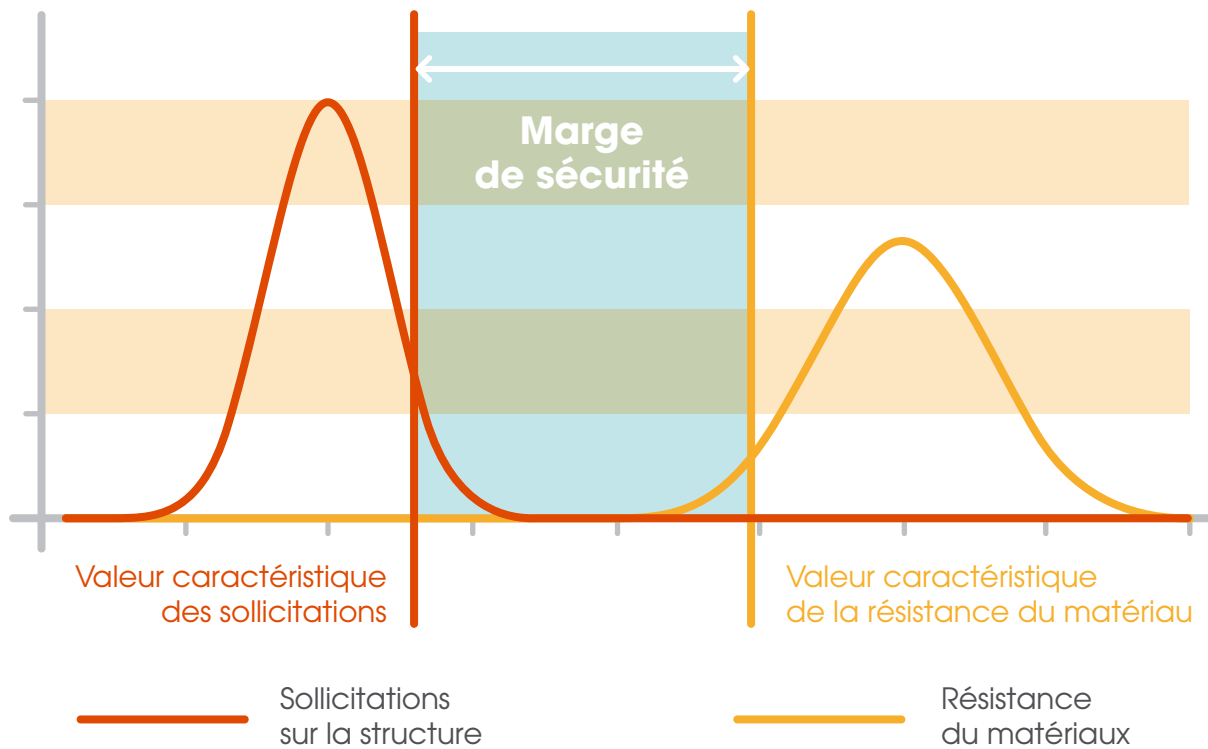 Marge
de sécurité
Valeur caractéristique
des sollicitations
Valeur caractéristique
de la résistance du matériau
Sollicitations
sur la structure
Résistance
du matériaux